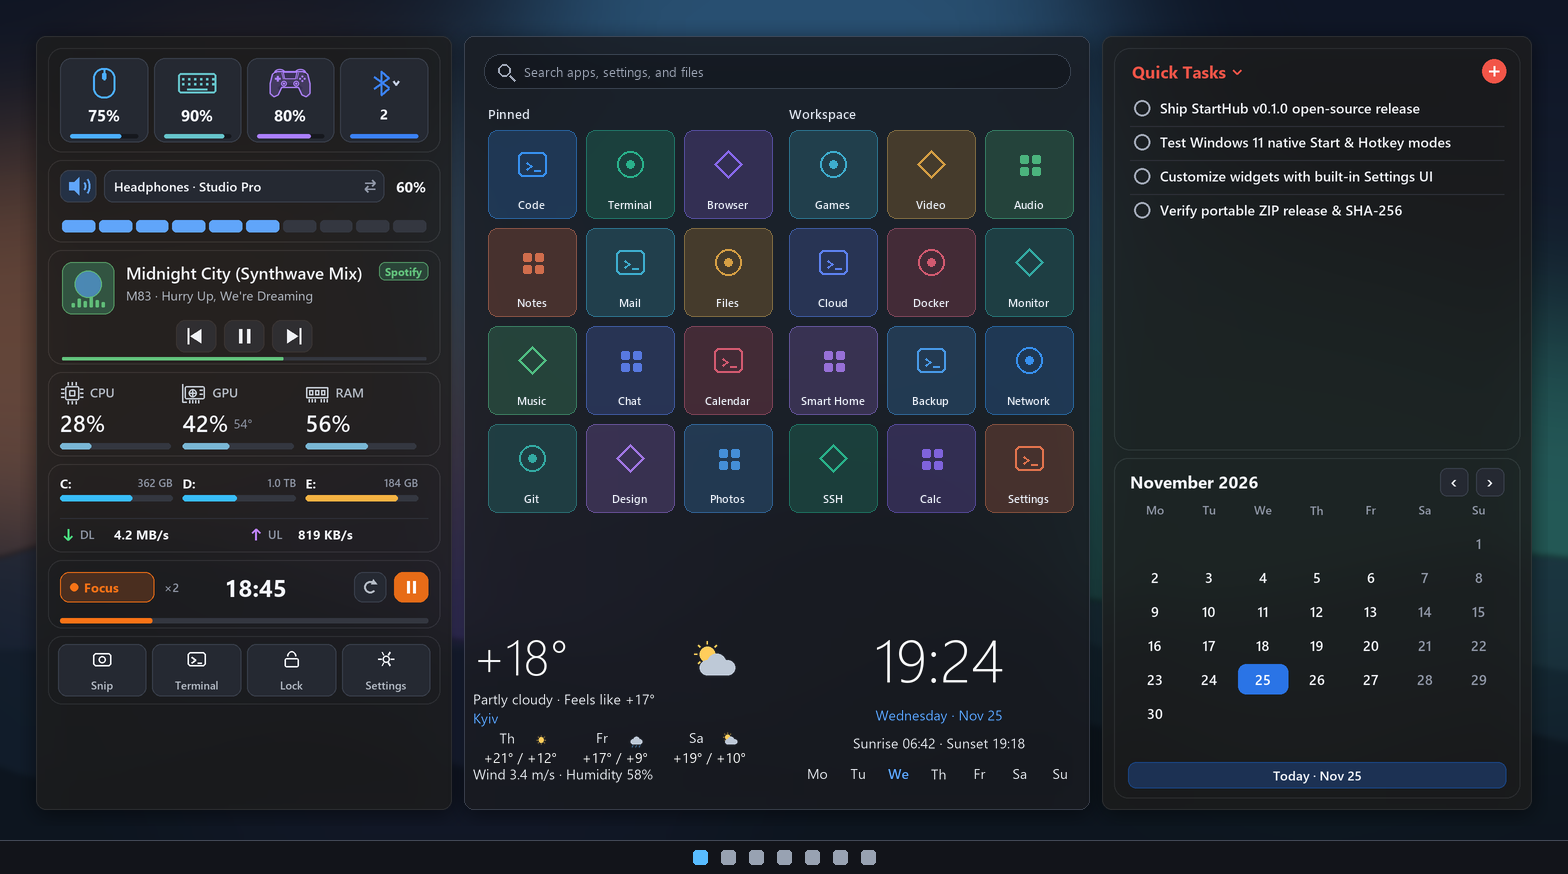 75%
90%
80%
2
Headphones · Studio Pro
60%
Midnight City (Synthwave Mix)
Spotify
M83 · Hurry Up, We're Dreaming
CPU
GPU
RAM
28%
42% 54°
56%
C: 362 GB
D: 1.0 TB
E: 184 GB
DL 4.2 MB/s
UL 819 KB/s
Focus ×2 18:45
Snip
Terminal
Lock
Settings
Search apps, settings, and files
Pinned
Workspace
Code
Terminal
Browser
Games
Video
Audio
Notes
Mail
Files
Cloud
Docker
Monitor
Music
Chat
Calendar
Smart Home
Backup
Network
Git
Design
Photos
SSH
Calc
Settings
+18°
Partly cloudy · Feels like +17°
Kyiv
Th Fr Sa
+21° / +12° +17° / +9° +19° / +10°
Wind 3.4 m/s · Humidity 58%
19:24
Wednesday · Nov 25
Sunrise 06:42 · Sunset 19:18
Mo Tu We Th Fr Sa Su
Quick Tasks
Ship StartHub v0.1.0 open-source release
Test Windows 11 native Start & Hotkey modes
Customize widgets with built-in Settings UI
Verify portable ZIP release & SHA-256
November 2026
Mo Tu We Th Fr Sa Su
1
2 3 4 5 6 7 8
9 10 11 12 13 14 15
16 17 18 19 20 21 22
23 24 25 26 27 28 29
30
Today · Nov 25